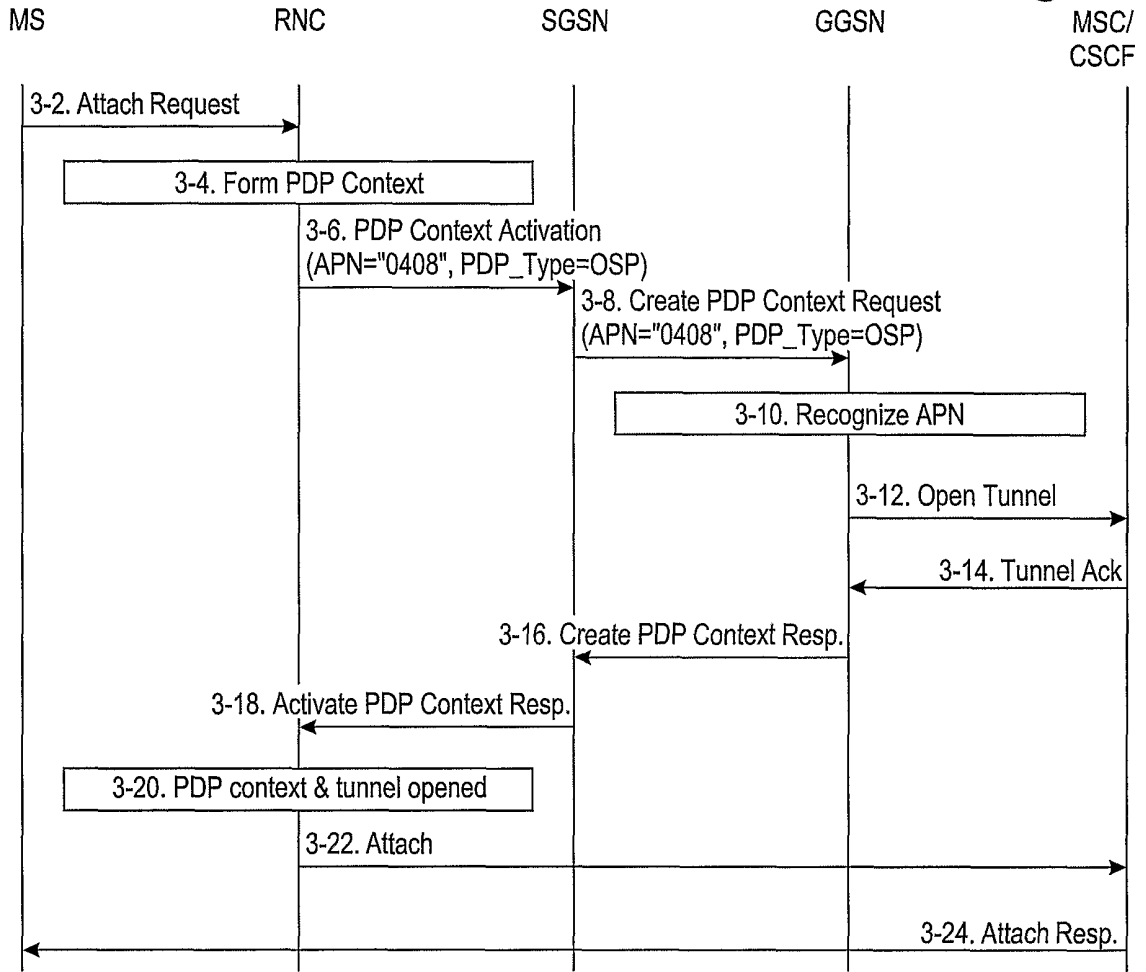 MS RNC SGSN GGSN MSC/
CSCF
3-2. Attach Request
3-4. Form PDP Context
3-6. PDP Context Activation
(APN="0408", PDP_Type=OSP)
3-8. Create PDP Context Request
(APN="0408", PDP_Type=OSP)
3-10. Recognize APN
3-12. Open Tunnel
3-14. Tunnel Ack
3-16. Create PDP Context Resp.
3-18. Activate PDP Context Resp.
3-20. PDP context & tunnel opened
3-22. Attach
3-24. Attach Resp.